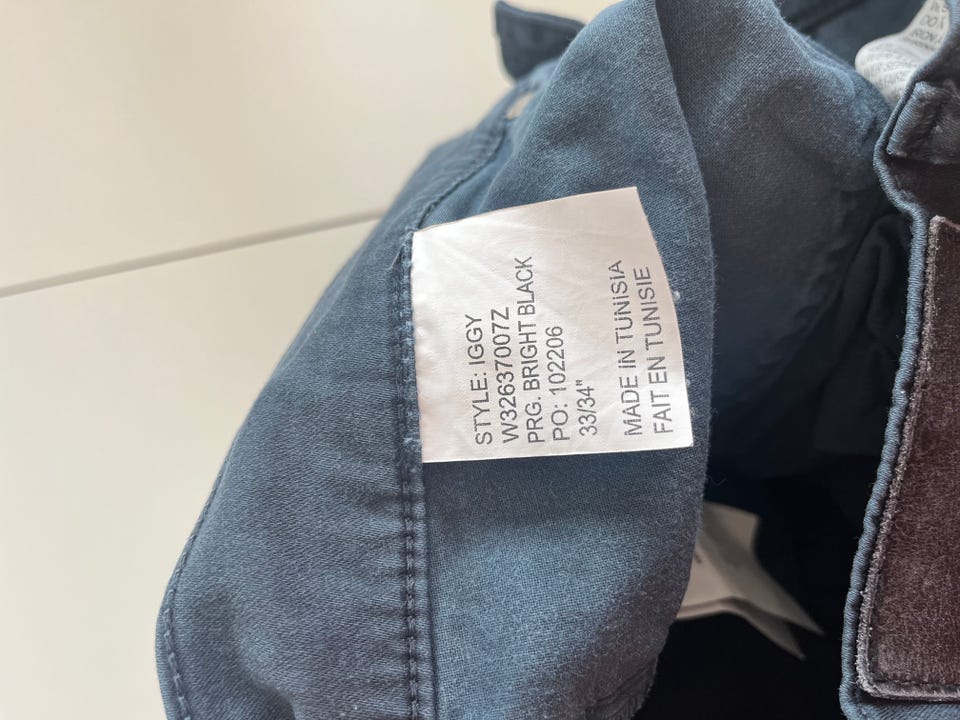 STYLE: IGGY
W32637007Z
PRG. BRIGHT BLACK
PO: 102206
33/34"
MADE IN TUNISIA
FAIT EN TUNISIE